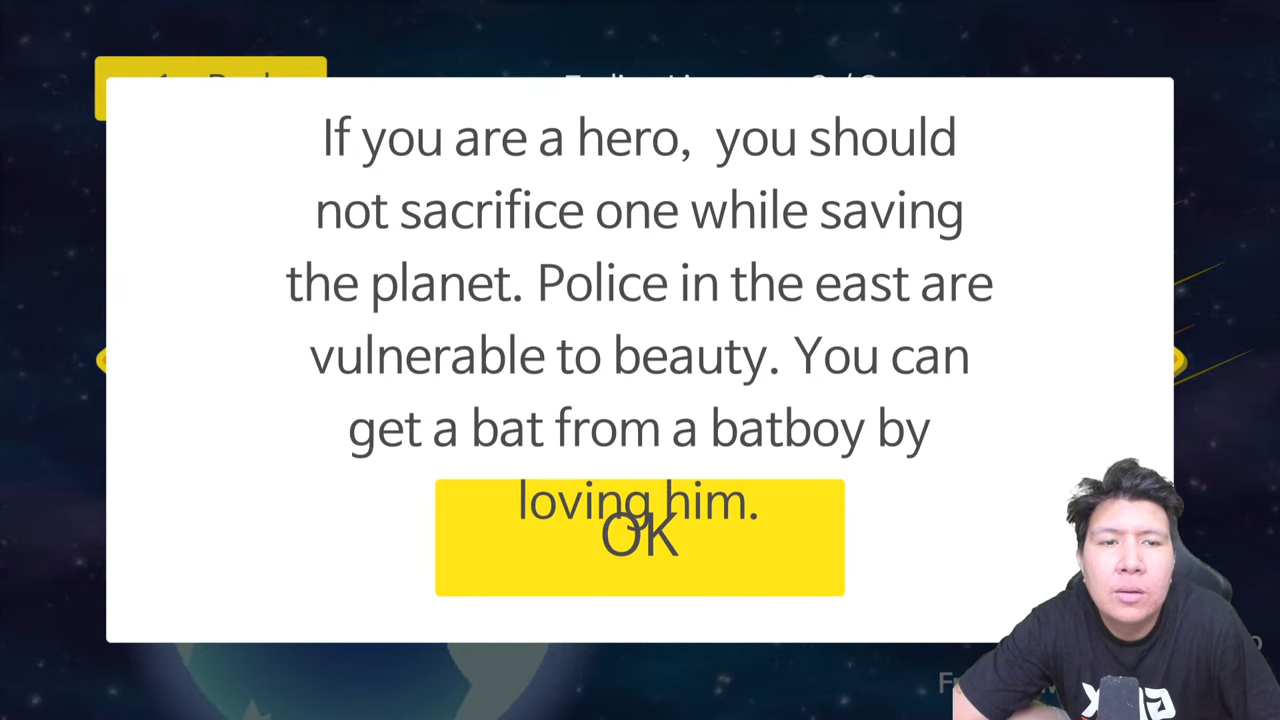 If you are a hero,  you should
not sacrifice one while saving
the planet. Police in the east are
vulnerable to beauty. You can
get a bat from a batboy by
loving him.
OK